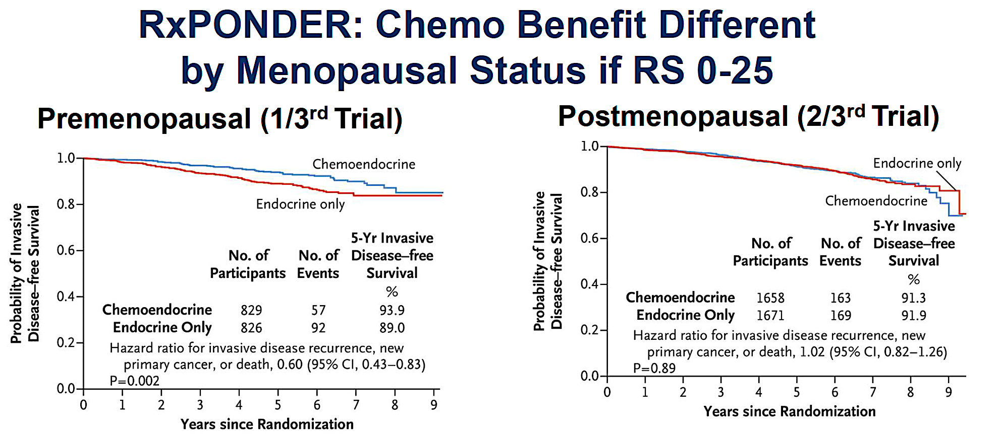 RxPONDER: Chemo Benefit Different
by Menopausal Status if RS 0-25
Premenopausal (1/3rd Trial)
1.0
0.8
0.6
0.4
0.2
0.0
Probability of Invasive
Disease–free Survival
Chemoendocrine
Endocrine only
5-Yr Invasive
No. of No. of Disease–free
Participants Events Survival
%
Chemoendocrine 829 57 93.9
Endocrine Only 826 92 89.0
Hazard ratio for invasive disease recurrence, new
primary cancer, or death, 0.60 (95% CI, 0.43–0.83)
P=0.002
0 1 2 3 4 5 6 7 8 9
Years since Randomization
Postmenopausal (2/3rd Trial)
1.0
0.8
0.6
0.4
0.2
0.0
Probability of Invasive
Disease–free Survival
Endocrine only
Chemoendocrine
5-Yr Invasive
No. of No. of Disease–free
Participants Events Survival
%
Chemoendocrine 1658 163 91.3
Endocrine Only 1671 169 91.9
Hazard ratio for invasive disease recurrence, new
primary cancer, or death, 1.02 (95% CI, 0.82–1.26)
P=0.89
0 1 2 3 4 5 6 7 8 9
Years since Randomization